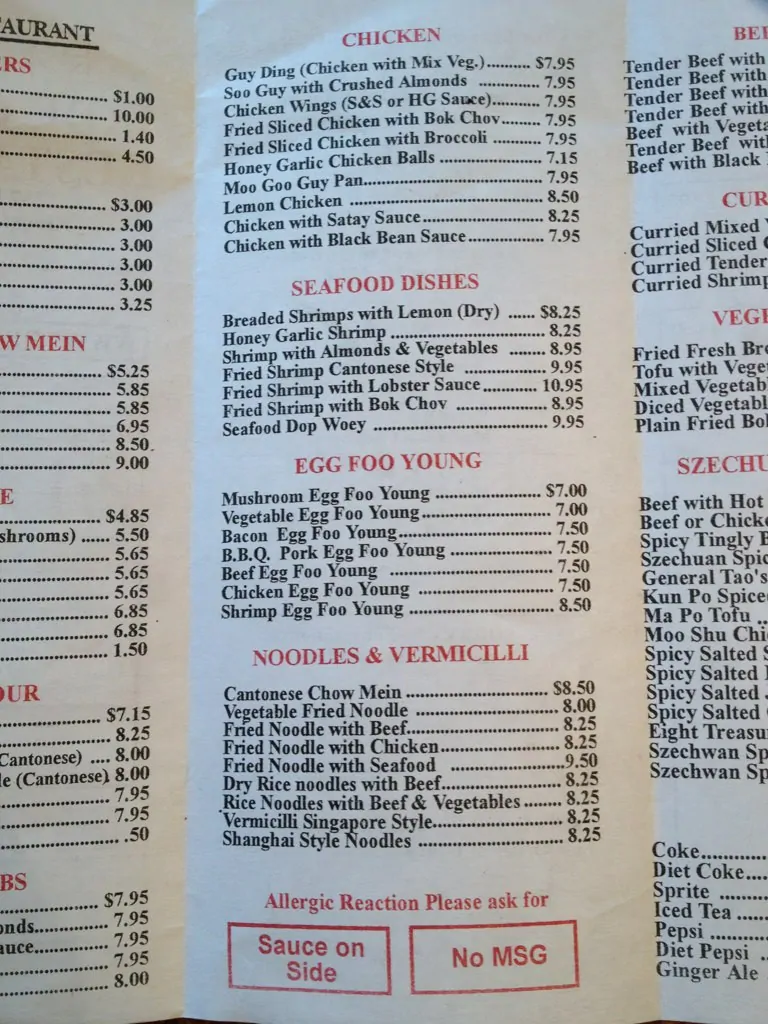 TAURANT
ERS
$1.00
10.00
1.40
4.50
$3.00
3.00
3.00
3.00
3.00
3.25
W MEIN
$5.25
5.85
5.85
6.95
8.50
9.00
E
$4.85
shrooms) ...... 5.50
5.65
5.65
5.65
6.85
6.85
1.50
OUR
$7.15
8.25
Cantonese) .... 8.00
le (Cantonese) 8.00
7.95
7.95
.50
BS
$7.95
onds 7.95
auce 7.95
7.95
8.00
CHICKEN
Guy Ding (Chicken with Mix Veg.).......... $7.95
Soo Guy with Crushed Almonds .............. 7.95
Chicken Wings (S&S or HG Sauce)........... 7.95
Fried Sliced Chicken with Bok Chov........ 7.95
Fried Sliced Chicken with Broccoli ........... 7.95
Honey Garlic Chicken Balls ..................... 7.15
Moo Goo Guy Pan................................... 7.95
Lemon Chicken ....................................... 8.50
Chicken with Satay Sauce........................ 8.25
Chicken with Black Bean Sauce................ 7.95
SEAFOOD DISHES
Breaded Shrimps with Lemon (Dry) ...... $8.25
Honey Garlic Shrimp .............................. 8.25
Shrimp with Almonds & Vegetables ........ 8.95
Fried Shrimp Cantonese Style ................. 9.95
Fried Shrimp with Lobster Sauce............ 10.95
Fried Shrimp with Bok Chov .................. 8.95
Seafood Dop Woey .................................. 9.95
EGG FOO YOUNG
Mushroom Egg Foo Young ...................... $7.00
Vegetable Egg Foo Young......................... 7.00
Bacon Egg Foo Young............................. 7.50
B.B.Q. Pork Egg Foo Young .................... 7.50
Beef Egg Foo Young ............................... 7.50
Chicken Egg Foo Young .......................... 7.50
Shrimp Egg Foo Young ........................... 8.50
NOODLES & VERMICILLI
Cantonese Chow Mein ............................. $8.50
Vegetable Fried Noodle ............................ 8.00
Fried Noodle with Beef............................. 8.25
Fried Noodle with Chicken....................... 8.25
Fried Noodle with Seafood .......................9.50
Dry Rice noodles with Beef....................... 8.25
Rice Noodles with Beef & Vegetables ....... 8.25
Vermicilli Singapore Style......................... 8.25
Shanghai Style Noodles ............................ 8.25
Allergic Reaction Please ask for
Sauce on
Side
No MSG
BEE
Tender Beef with
Tender Beef with
Tender Beef with
Tender Beef with
Beef with Vegeta
Tender Beef with
Beef with Black
CUR
Curried Mixed
Curried Sliced
Curried Tender
Curried Shrimp
VEGE
Fried Fresh Bro
Tofu with Veget
Mixed Vegetab
Diced Vegetabl
Plain Fried Bok
SZECHU
Beef with Hot
Beef or Chicke
Spicy Tingly B
Szechuan Spic
General Tao's
Kun Po Spiced
Ma Po Tofu ..
Moo Shu Chi
Spicy Salted S
Spicy Salted
Spicy Salted
Spicy Salted
Eight Treasur
Szechwan Sp
Szechwan Sp
Coke
Diet Coke
Sprite
Iced Tea
Pepsi
Diet Pepsi
Ginger Ale